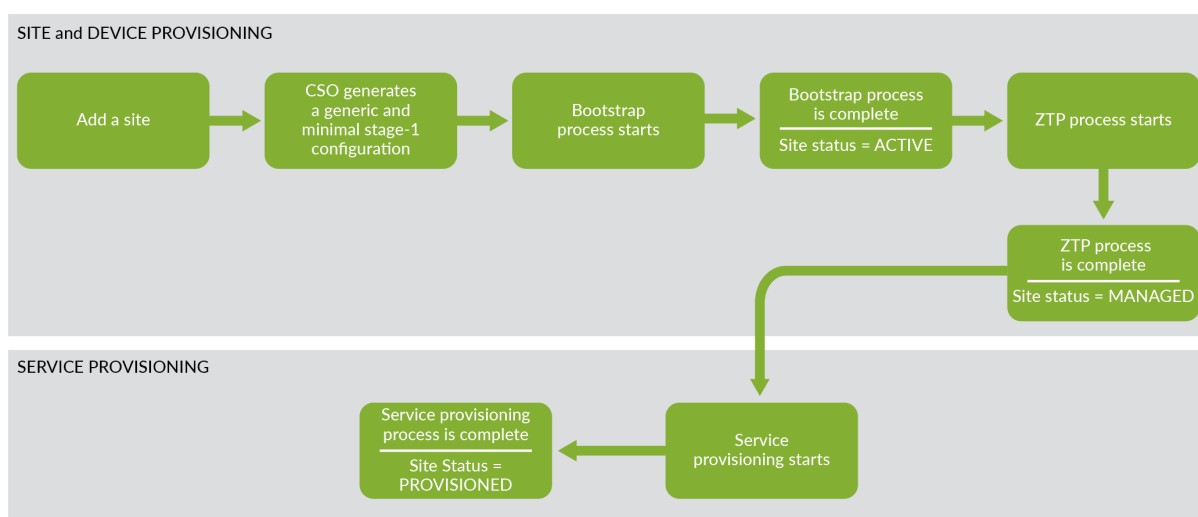 SITE and DEVICE PROVISIONING
Add a site
CSO generates
a generic and
minimal stage-1
configuration
Bootstrap
process starts
Bootstrap process
is complete
Site status = ACTIVE
ZTP process starts
ZTP process
is complete
Site status = MANAGED
SERVICE PROVISIONING
Service provisioning
process is complete
Site Status =
PROVISIONED
Service
provisioning starts